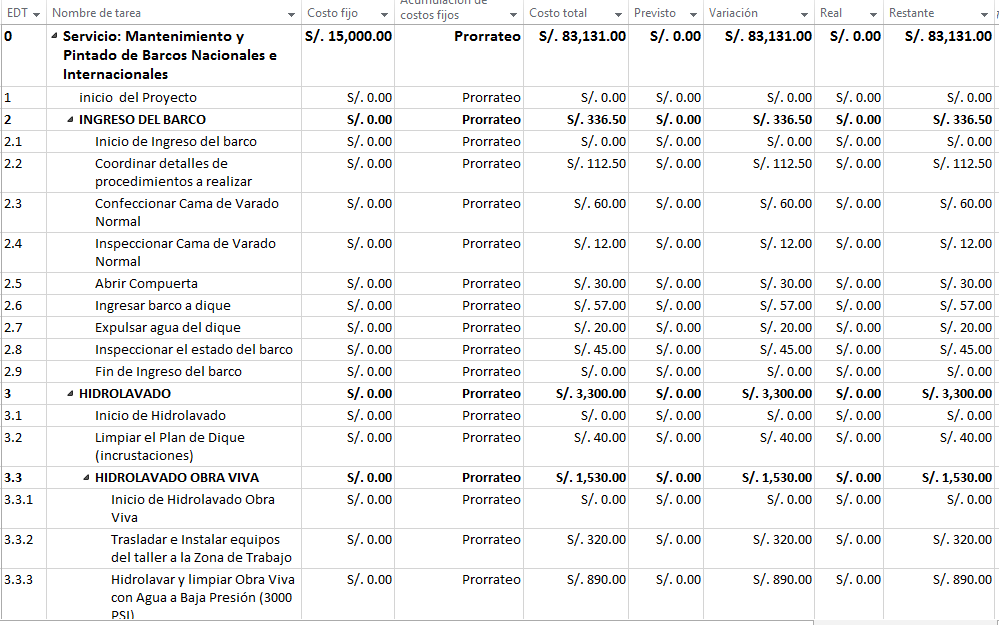 EDT Nombre de tarea Costo fijo Acumulación de costos fijos Costo total Previsto Variación Real Restante
0 Servicio: Mantenimiento y S/. 15,000.00 Prorrateo S/. 83,131.00 S/. 0.00 S/. 83,131.00 S/. 0.00 S/. 83,131.00
Pintado de Barcos Nacionales e
Internacionales
1 inicio del Proyecto S/. 0.00 Prorrateo S/. 0.00 S/. 0.00 S/. 0.00 S/. 0.00 S/. 0.00
2 INGRESO DEL BARCO S/. 0.00 Prorrateo S/. 336.50 S/. 0.00 S/. 336.50 S/. 0.00 S/. 336.50
2.1 Inicio de Ingreso del barco S/. 0.00 Prorrateo S/. 0.00 S/. 0.00 S/. 0.00 S/. 0.00 S/. 0.00
2.2 Coordinar detalles de S/. 0.00 Prorrateo S/. 112.50 S/. 0.00 S/. 112.50 S/. 0.00 S/. 112.50
procedimientos a realizar
2.3 Confeccionar Cama de Varado S/. 0.00 Prorrateo S/. 60.00 S/. 0.00 S/. 60.00 S/. 0.00 S/. 60.00
Normal
2.4 Inspeccionar Cama de Varado S/. 0.00 Prorrateo S/. 12.00 S/. 0.00 S/. 12.00 S/. 0.00 S/. 12.00
Normal
2.5 Abrir Compuerta S/. 0.00 Prorrateo S/. 30.00 S/. 0.00 S/. 30.00 S/. 0.00 S/. 30.00
2.6 Ingresar barco a dique S/. 0.00 Prorrateo S/. 57.00 S/. 0.00 S/. 57.00 S/. 0.00 S/. 57.00
2.7 Expulsar agua del dique S/. 0.00 Prorrateo S/. 20.00 S/. 0.00 S/. 20.00 S/. 0.00 S/. 20.00
2.8 Inspeccionar el estado del barco S/. 0.00 Prorrateo S/. 45.00 S/. 0.00 S/. 45.00 S/. 0.00 S/. 45.00
2.9 Fin de Ingreso del barco S/. 0.00 Prorrateo S/. 0.00 S/. 0.00 S/. 0.00 S/. 0.00 S/. 0.00
3 HIDROLAVADO S/. 0.00 Prorrateo S/. 3,300.00 S/. 0.00 S/. 3,300.00 S/. 0.00 S/. 3,300.00
3.1 Inicio de Hidrolavado S/. 0.00 Prorrateo S/. 0.00 S/. 0.00 S/. 0.00 S/. 0.00 S/. 0.00
3.2 Limpiar el Plan de Dique S/. 0.00 Prorrateo S/. 40.00 S/. 0.00 S/. 40.00 S/. 0.00 S/. 40.00
(incrustaciones)
3.3 HIDROLAVADO OBRA VIVA S/. 0.00 Prorrateo S/. 1,530.00 S/. 0.00 S/. 1,530.00 S/. 0.00 S/. 1,530.00
3.3.1 Inicio de Hidrolavado Obra S/. 0.00 Prorrateo S/. 0.00 S/. 0.00 S/. 0.00 S/. 0.00 S/. 0.00
Viva
3.3.2 Trasladar e Instalar equipos S/. 0.00 Prorrateo S/. 320.00 S/. 0.00 S/. 320.00 S/. 0.00 S/. 320.00
del taller a la Zona de Trabajo
3.3.3 Hidrolavar y limpiar Obra Viva S/. 0.00 Prorrateo S/. 890.00 S/. 0.00 S/. 890.00 S/. 0.00 S/. 890.00
con Agua a Baja Presión (3000
PSI)